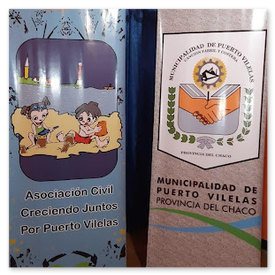 Asociación Civil
Creciendo Juntos
Por Puerto Vilelas
MUNICIPALIDAD DE PUERTO VILELAS
PROVINCIA DEL CHACO
MUNICIPALIDAD DE
PUERTO VILELAS
PROVINCIA DEL CHACO